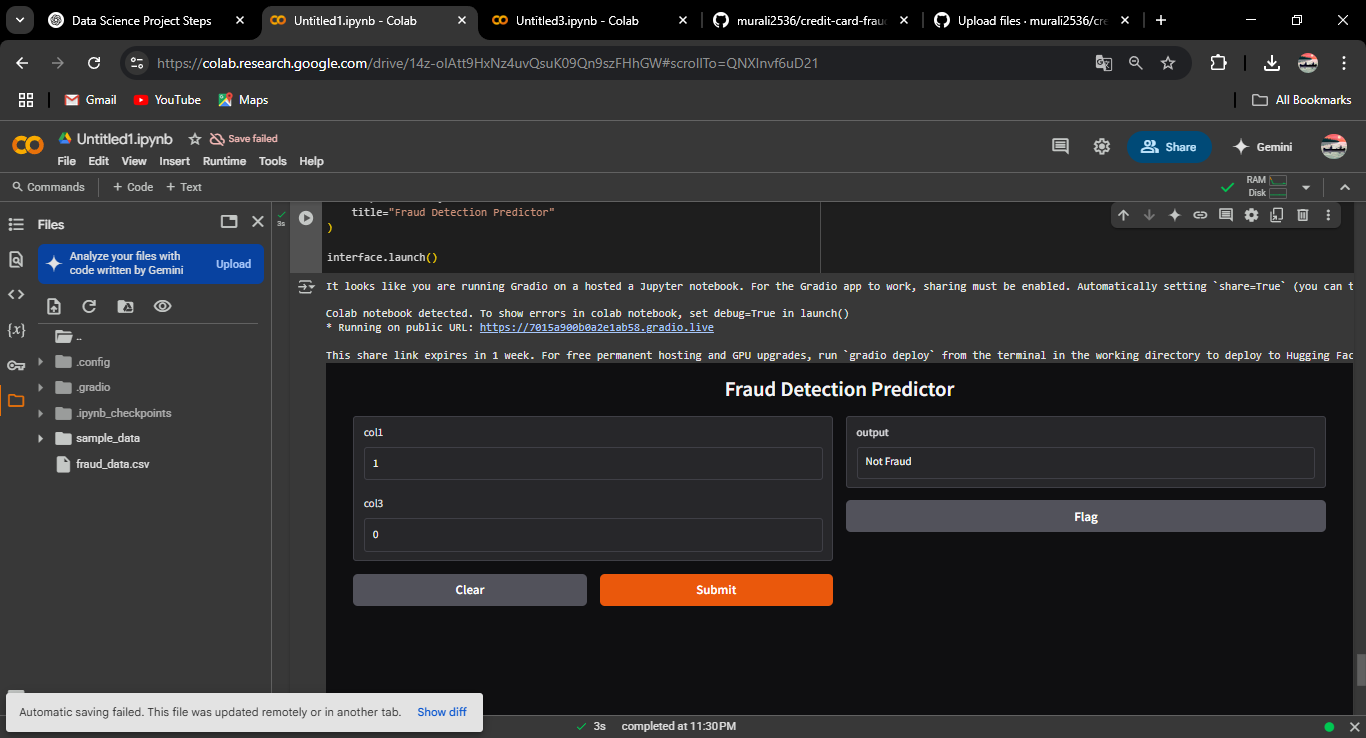 Data Science Project Steps
Untitled1.ipynb - Colab
Untitled3.ipynb - Colab
murali2536/credit-card-frau
Upload files · murali2536/cre
https://colab.research.google.com/drive/14z-olAtt9HxNz4uvQsuK09Qn9szFHhGW#scrollTo=QNXInvf6uD21
Gmail
YouTube
Maps
All Bookmarks
Untitled1.ipynb
Save failed
File Edit View Insert Runtime Tools Help
Share
Gemini
Commands
+ Code
+ Text
RAM
Disk
Files
Analyze your files with
code written by Gemini
Upload
..
.config
.gradio
.ipynb_checkpoints
sample_data
fraud_data.csv
3s
title="Fraud Detection Predictor"
)
interface.launch()
It looks like you are running Gradio on a hosted a Jupyter notebook. For the Gradio app to work, sharing must be enabled. Automatically setting `share=True` (you can t
Colab notebook detected. To show errors in colab notebook, set debug=True in launch()
* Running on public URL: https://7015a900b0a2e1ab58.gradio.live
This share link expires in 1 week. For free permanent hosting and GPU upgrades, run `gradio deploy` from the terminal in the working directory to deploy to Hugging Fac
Fraud Detection Predictor
col1
1
col3
0
Clear
Submit
output
Not Fraud
Flag
Automatic saving failed. This file was updated remotely or in another tab.
Show diff
3s completed at 11:30 PM